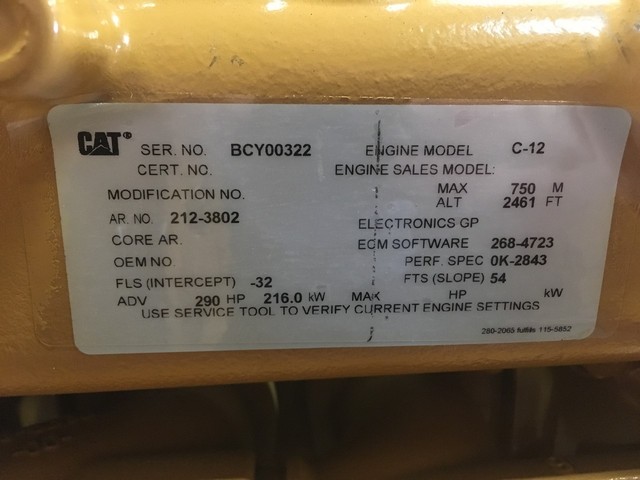 CAT® SER. NO. BCY00322 ENGINE MODEL C-12
CERT. NO. ENGINE SALES MODEL:
MODIFICATION NO. MAX ALT 750 M 2461 FT
AR. NO. 212-3802 ELECTRONICS GP
CORE AR. ECM SOFTWARE 268-4723
OEM NO. PERF. SPEC 0K-2843
FLS (INTERCEPT) -32 FTS (SLOPE) 54
ADV 290 HP 216.0 kW MAX HP kW
USE SERVICE TOOL TO VERIFY CURRENT ENGINE SETTINGS
280-2065 fulfills 115-5852